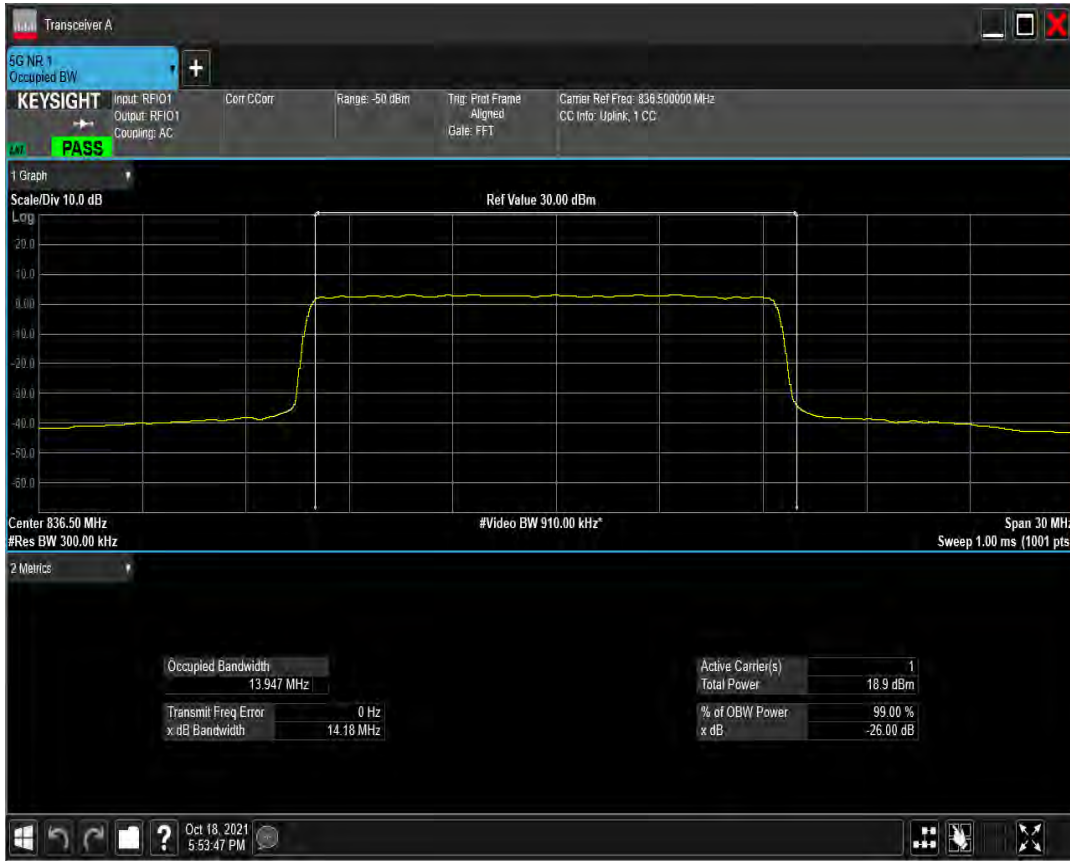 Transceiver A
5G NR 1
Occupied BW
+
KEYSIGHT
Input: RFIO1
Output: RFIO1
Coupling: AC
Corr CCorr
Range: -50 dBm
Trig: Prot Frame
Aligned
Gate: FFT
Carrier Ref Freq: 836.500000 MHz
CC Info: Uplink, 1 CC
PASS
1 Graph
Scale/Div 10.0 dB
Ref Value 30.00 dBm
Log
20.0
10.0
0.00
-10.0
-20.0
-30.0
-40.0
-50.0
-60.0
Center 836.50 MHz
#Video BW 910.00 kHz*
Span 30 MHz
#Res BW 300.00 kHz
Sweep 1.00 ms (1001 pts
2 Metrics
Occupied Bandwidth
13.947 MHz
Transmit Freq Error 0 Hz
x dB Bandwidth 14.18 MHz
Active Carrier(s) 1
Total Power 18.9 dBm
% of OBW Power 99.00 %
x dB -26.00 dB
?
Oct 18, 2021
5:53:47 PM